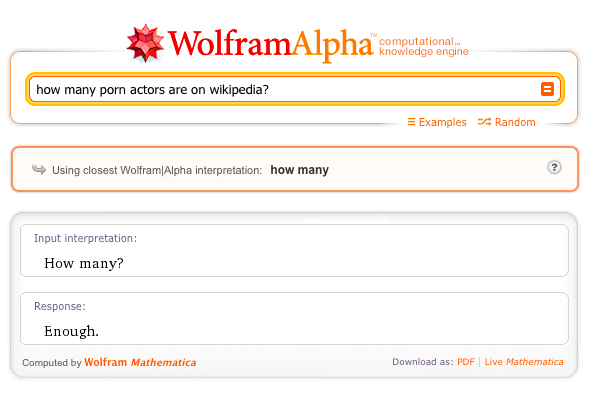 WolframAlpha™ computational...
knowledge engine
how many porn actors are on wikipedia?
Examples Random
Using closest Wolfram|Alpha interpretation: how many
?
Input interpretation:
How many?
Response:
Enough.
Computed by Wolfram Mathematica Download as: PDF | Live Mathematica